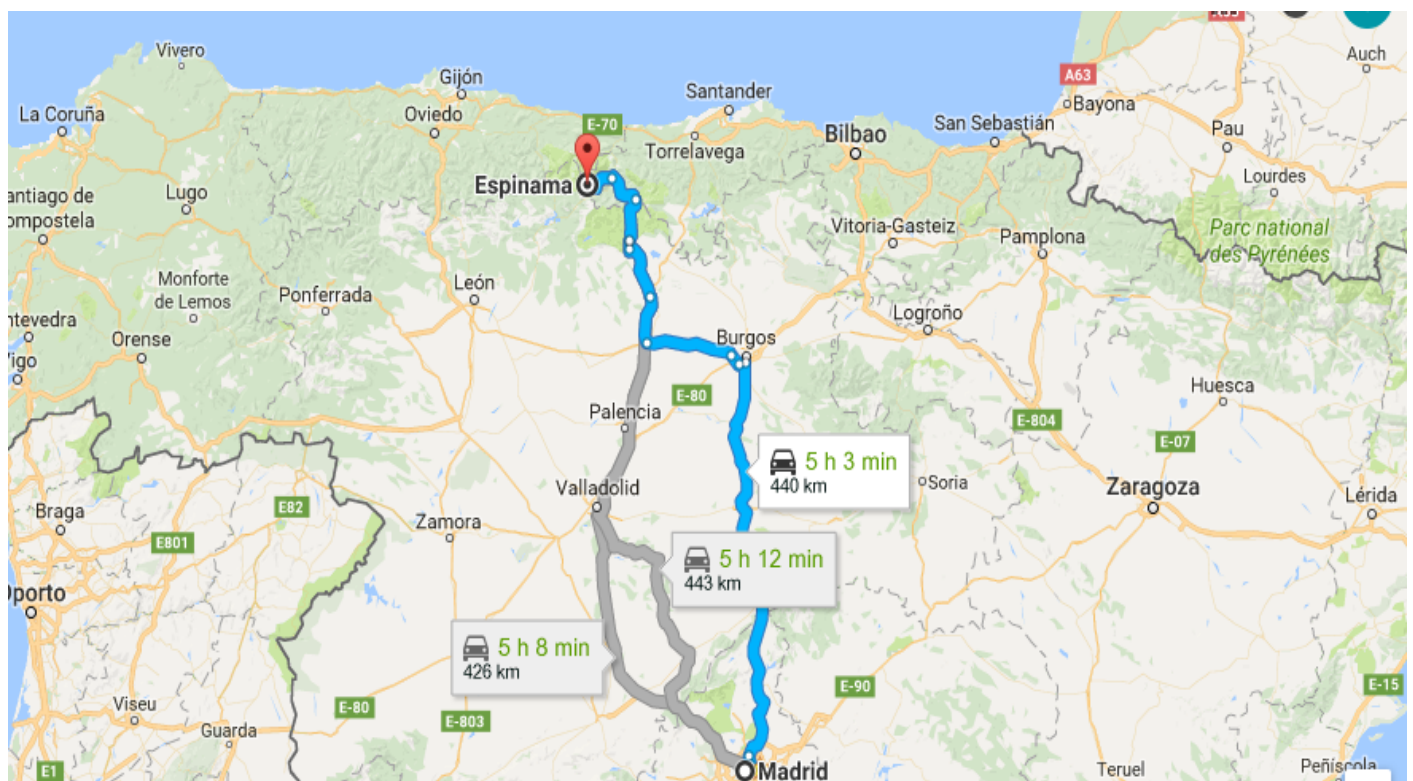 Vivero
Gijón
La Coruña
Oviedo
E-70
Santander
Torrelavega
Bilbao
San Sebastián
A63
Bayona
Auch
Pau
Lourdes
Espinama
Lugo
antiago de
ompostela
Vitoria-Gasteiz
Pamplona
Parc national
des Pyrénées
Monforte
de Lemos
Ponferrada
León
Logroño
ntevedra
Orense
Burgos
Vigo
E-80
Huesca
Palencia
E-804
E-07
5 h 3 min
440 km
Soria
Zaragoza
Lérida
Valladolid
E82
Zamora
Braga
E801
5 h 12 min
443 km
Oporto
5 h 8 min
426 km
E-90
E-15
Viseu
E-80
E-803
Guarda
E1
Madrid
Teruel
Peñíscola